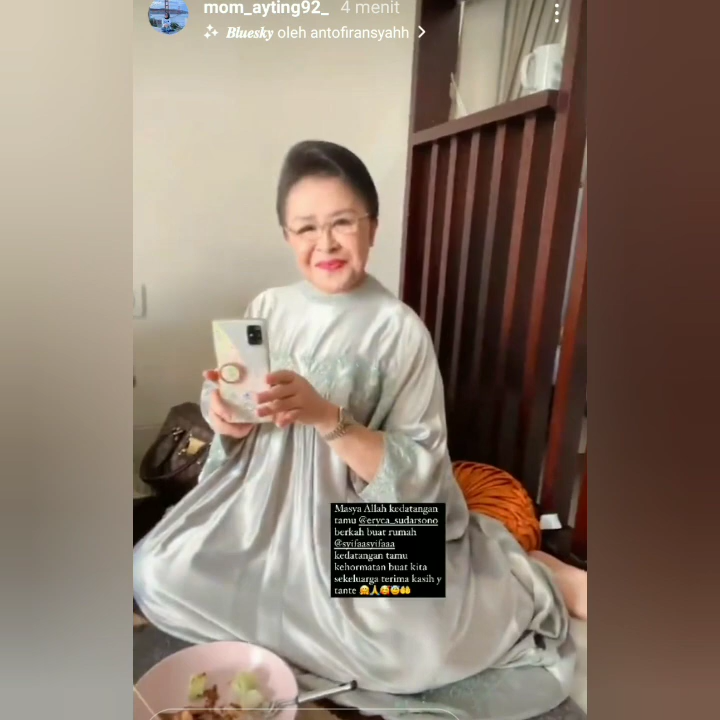 mom_ayting92_ 4 menit
Bluesky oleh antofiransyahh >
Masya Allah kedatangan
tamu @eryca_sudarsono
berkah buat rumah
@syifaasyifaaa
kedatangan tamu
kehormatan buat kita
sekeluarga terima kasih y
tante 🤗🙏🥰😇🤲